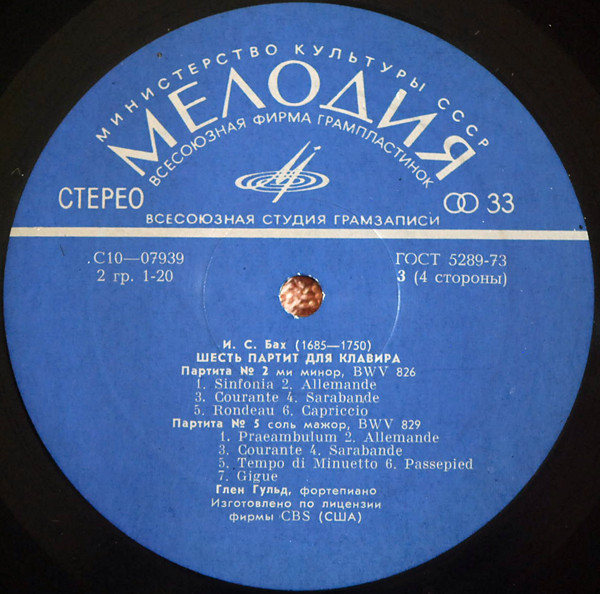 МИНИСТЕРСТВО КУЛЬТУРЫ СССР
МЕЛОДИЯ
ВСЕСОЮЗНАЯ ФИРМА ГРАМПЛАСТИНОК
СТЕРЕО
33
ВСЕСОЮЗНАЯ СТУДИЯ ГРАМЗАПИСИ
.С10—07939
ГОСТ 5289-73
2 гр. 1-20
3 (4 стороны)
И. С. Бах (1685—1750)
ШЕСТЬ ПАРТИТ ДЛЯ КЛАВИРА
Партита № 2 ми минор, BWV 826
1. Sinfonia 2. Allemande
3. Courante 4. Sarabande
5. Rondeau 6. Capriccio
Партита № 5 соль мажор, BWV 829
1. Praeambulum 2. Allemande
3. Courante 4. Sarabande
5. Tempo di Minuetto 6. Passepied
7. Gigue
Глен Гульд, фортепиано
Изготовлено по лицензии
фирмы CBS (США)